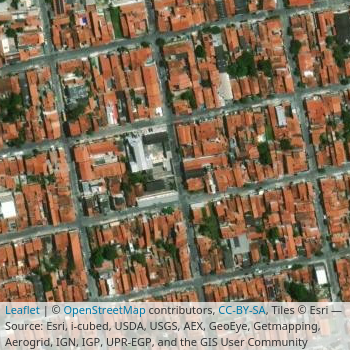 Leaflet | © OpenStreetMap contributors, CC-BY-SA, Tiles © Esri —
Source: Esri, i-cubed, USDA, USGS, AEX, GeoEye, Getmapping,
Aerogrid, IGN, IGP, UPR-EGP, and the GIS User Community